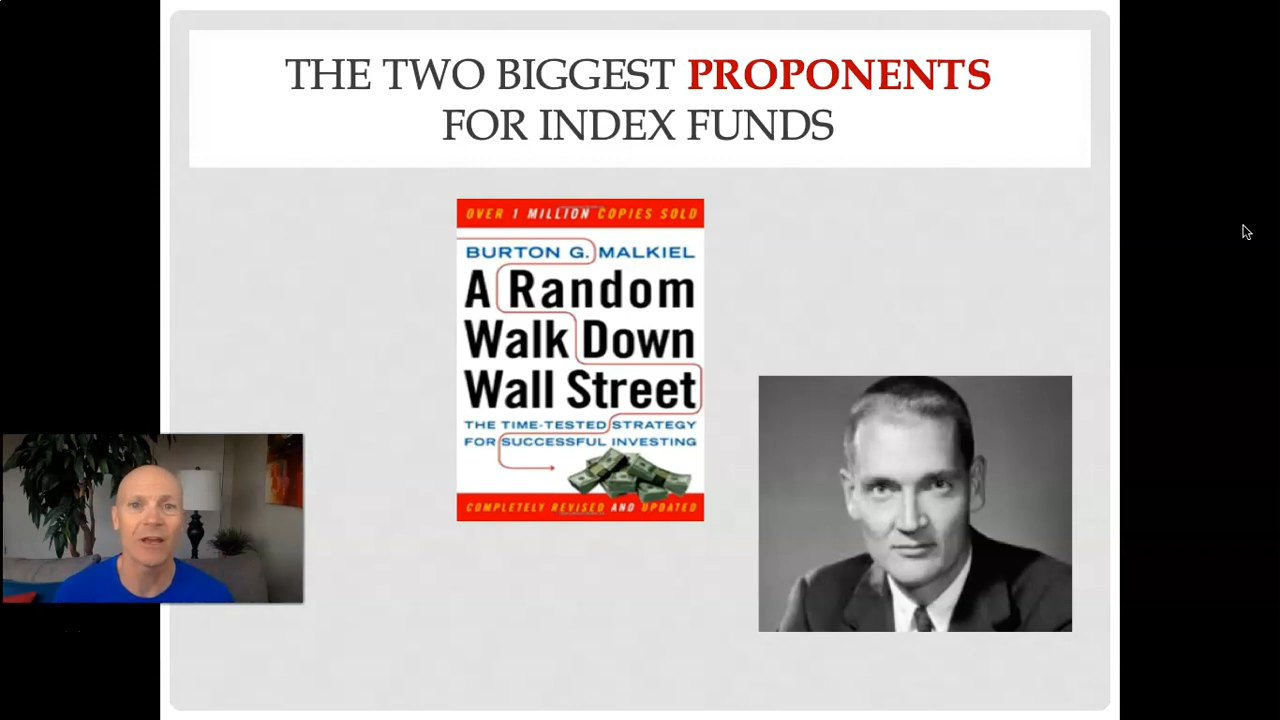 THE TWO BIGGEST PROPONENTS
FOR INDEX FUNDS
OVER 1 MILLION COPIES SOLD
BURTON G. MALKIEL
A Random
Walk Down
Wall Street
THE TIME-TESTED STRATEGY
FOR SUCCESSFUL INVESTING
COMPLETELY REVISED AND UPDATED